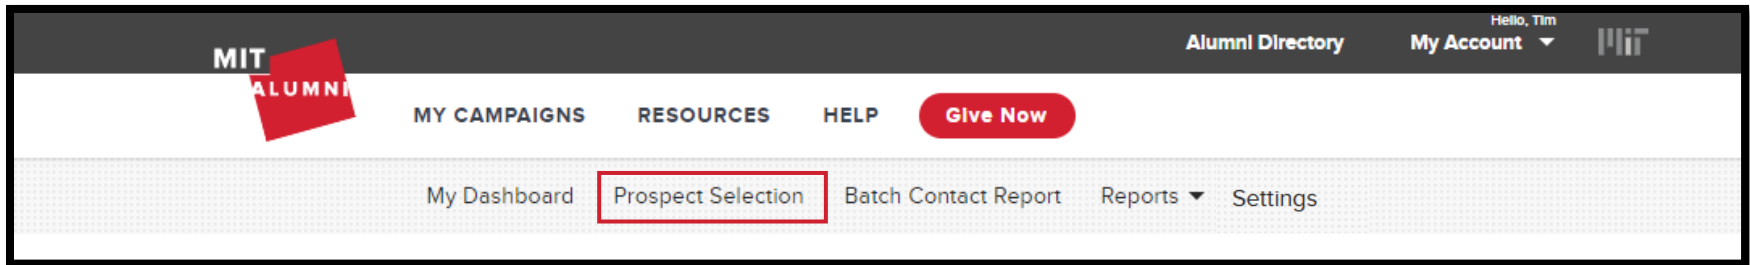 Hello, Tim
Alumni Directory My Account
MIT
ALUMNI
MY CAMPAIGNS RESOURCES HELP Give Now
My Dashboard Prospect Selection Batch Contact Report Reports Settings